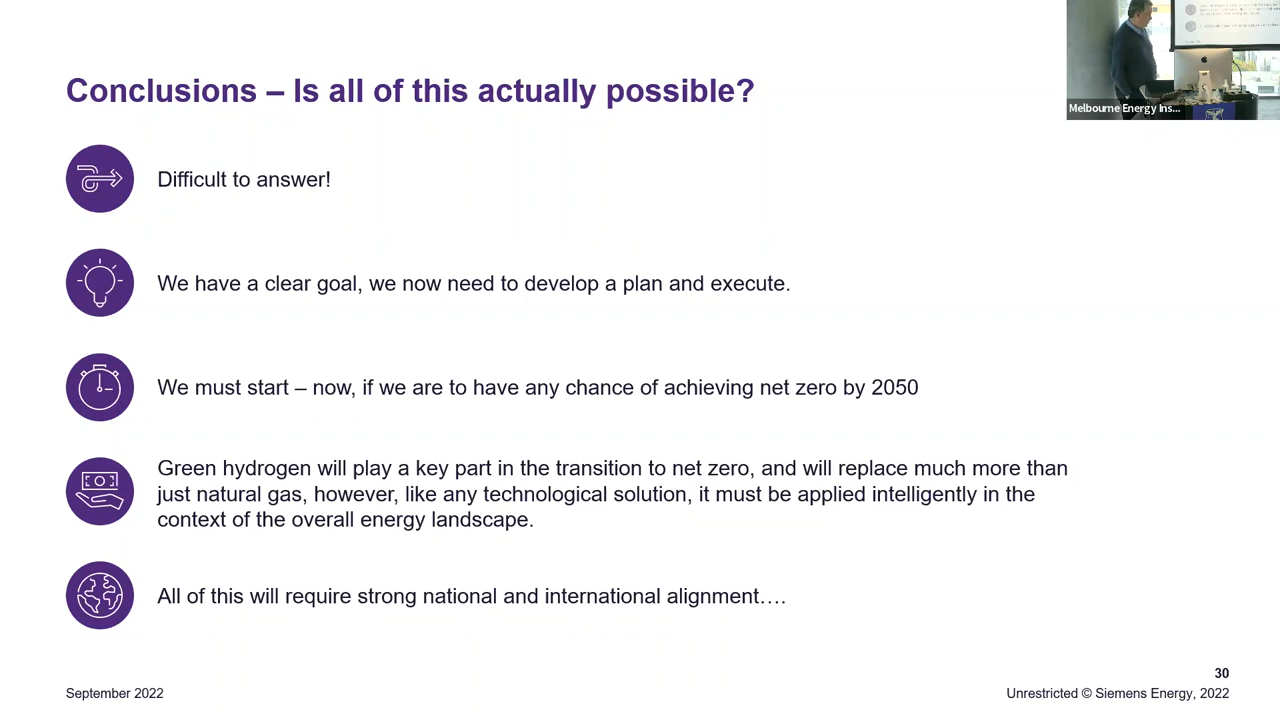 Conclusions – Is all of this actually possible?
Melbourne Energy Ins...
Difficult to answer!
We have a clear goal, we now need to develop a plan and execute.
We must start – now, if we are to have any chance of achieving net zero by 2050
Green hydrogen will play a key part in the transition to net zero, and will replace much more than
just natural gas, however, like any technological solution, it must be applied intelligently in the
context of the overall energy landscape.
All of this will require strong national and international alignment….
30
September 2022
Unrestricted © Siemens Energy, 2022